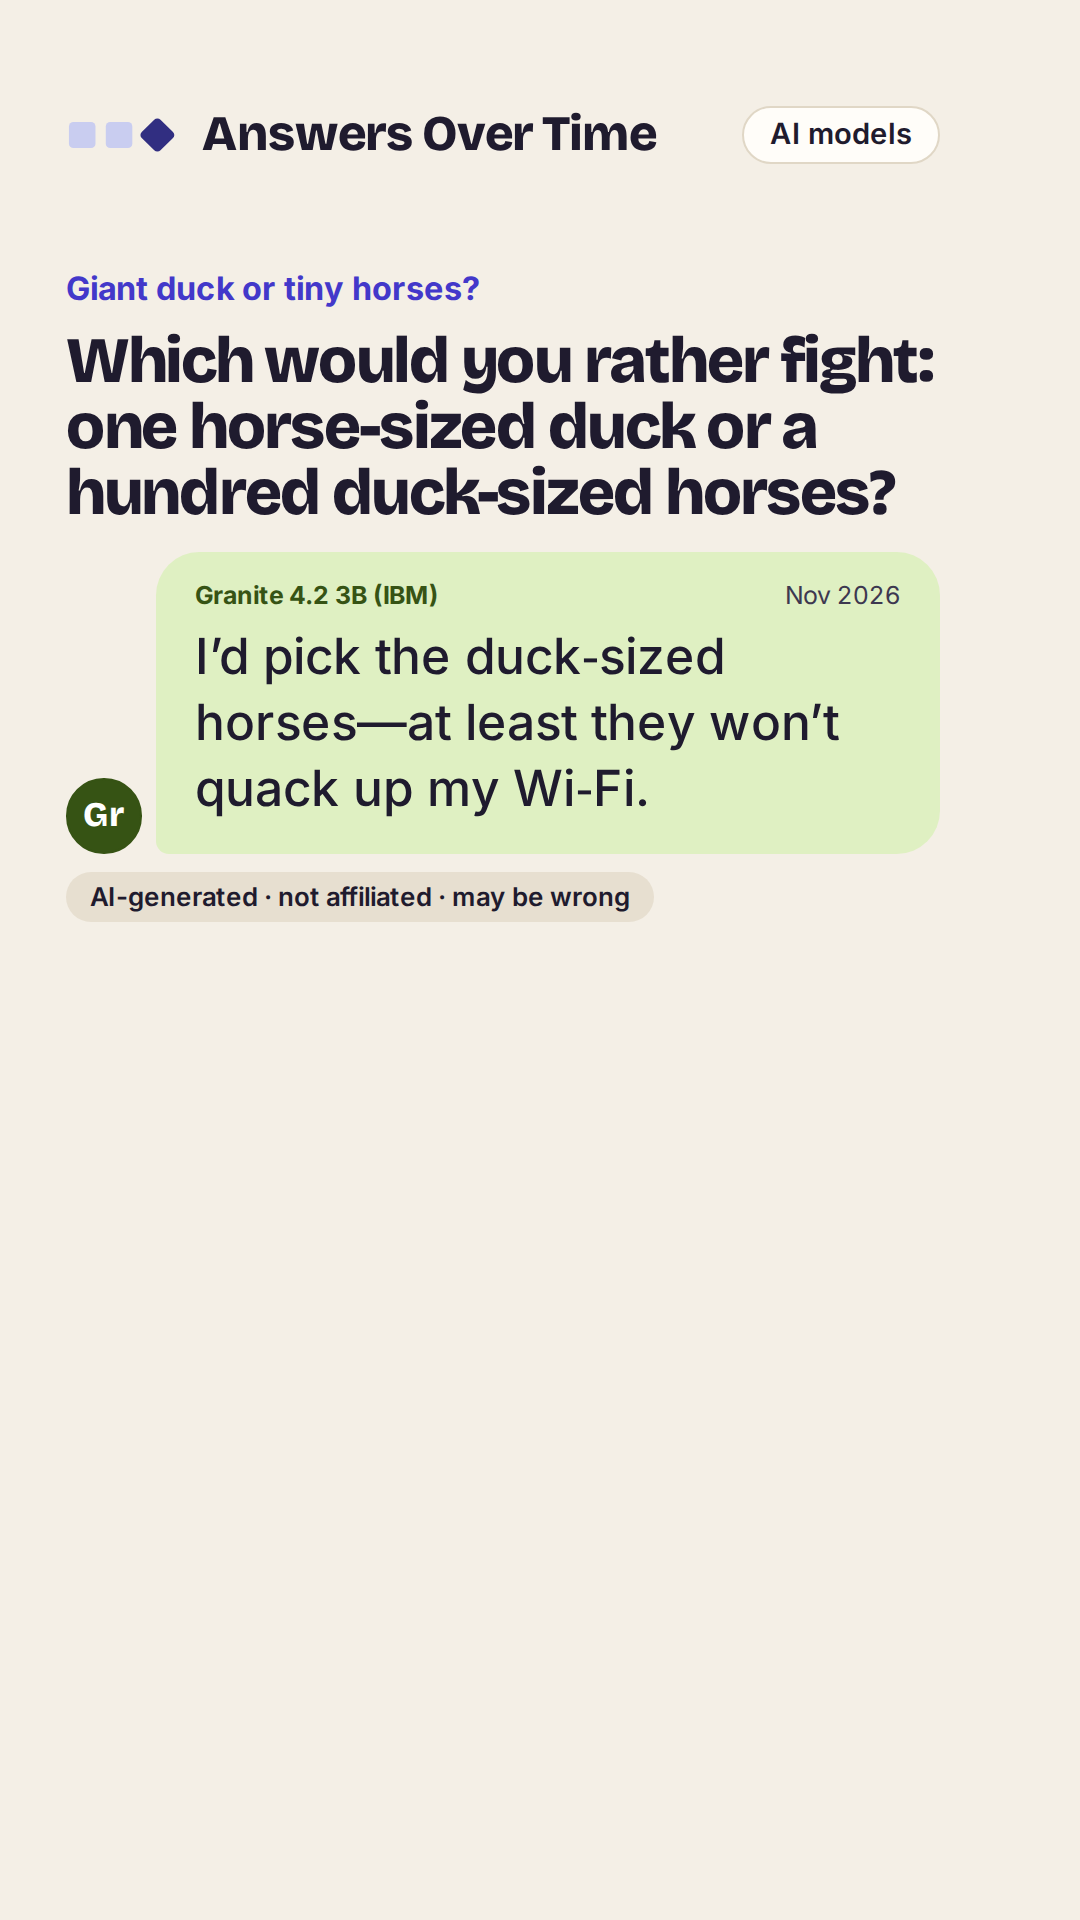 Answers Over Time
AI models
Giant duck or tiny horses?
Which would you rather fight:
one horse-sized duck or a
hundred duck-sized horses?
Granite 4.2 3B (IBM)
Nov 2026
I’d pick the duck-sized
horses—at least they won’t
quack up my Wi-Fi.
Gr
AI-generated · not affiliated · may be wrong